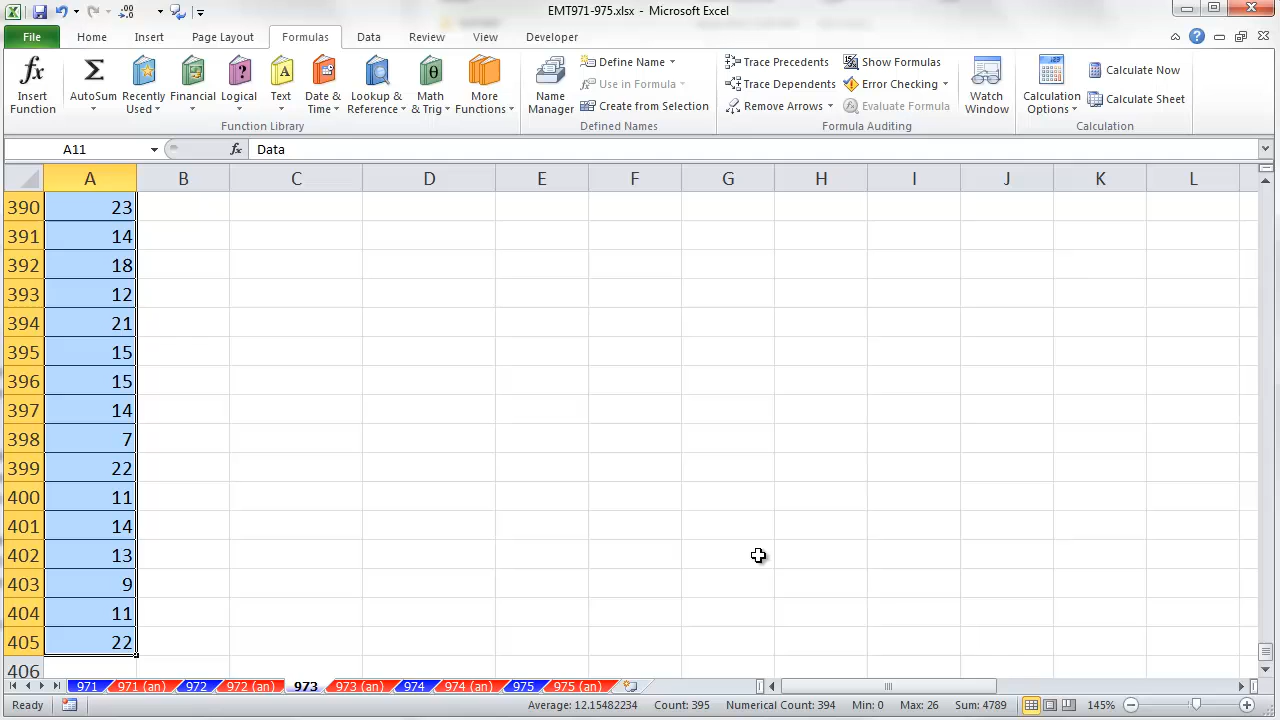 EMT971-975.xlsx - Microsoft Excel
File Home Insert Page Layout Formulas Data Review View Developer
Insert Function
AutoSum
Recently Used
Financial
Logical
Text
Date & Time
Lookup & Reference
Math & Trig
More Functions
Function Library
Name Manager
Define Name
Use in Formula
Create from Selection
Defined Names
Trace Precedents
Trace Dependents
Remove Arrows
Show Formulas
Error Checking
Evaluate Formula
Formula Auditing
Watch Window
Calculation Options
Calculate Now
Calculate Sheet
Calculation
A11 fx Data
A B C D E F G H I J K L
390 23
391 14
392 18
393 12
394 21
395 15
396 15
397 14
398 7
399 22
400 11
401 14
402 13
403 9
404 11
405 22
406
971 971 (an) 972 972 (an) 973 973 (an) 974 974 (an) 975 975 (an)
Ready Average: 12.15482234 Count: 395 Numerical Count: 394 Min: 0 Max: 26 Sum: 4789 145%